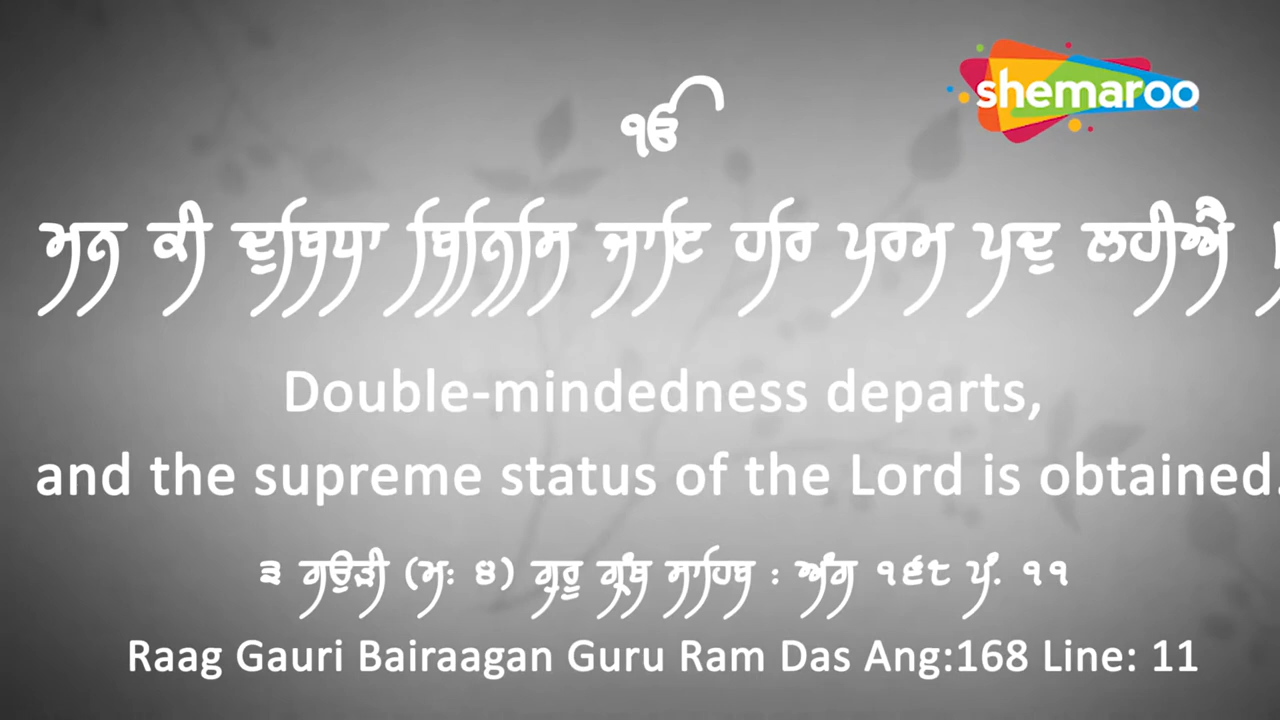 ੴ
shemaroo
ਮਨ ਕੀ ਦੁਬਿਧਾ ਬਿਨਸਿ ਜਾਇ ਹਰਿ ਪਰਮ ਪਦੁ ਲਹੀਐ
Double-mindedness departs,
and the supreme status of the Lord is obtained.
੩ ਗਉੜੀ (ਮਃ ੪) ਗੁਰੂ ਗ੍ਰੰਥ ਸਾਹਿਬ : ਅੰਗ ੧੬੮ ਪੰ. ੧੧
Raag Gauri Bairaagan Guru Ram Das Ang:168 Line: 11